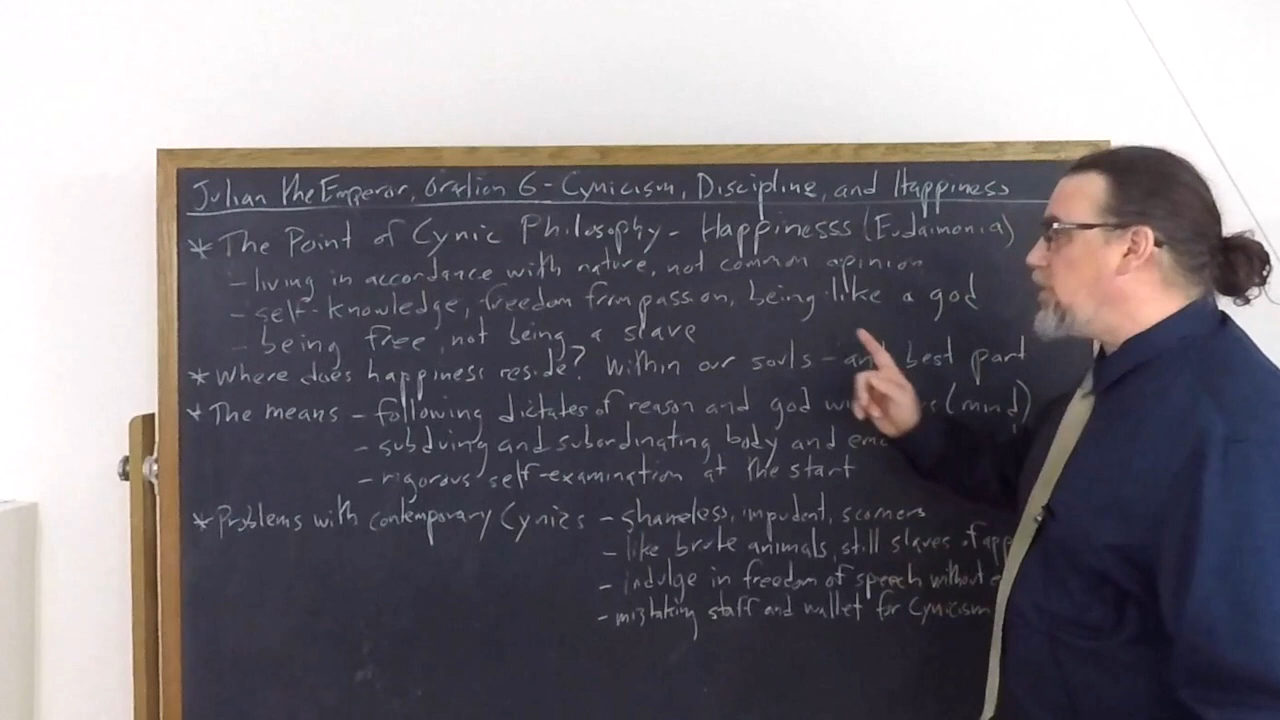 Julian the Emperor, Oration 6 - Cynicism, Discipline, and Happiness
* The Point of Cynic Philosophy - Happinesss (Eudaimonia)
- living in accordance with nature, not common opinion
- self-knowledge, freedom from passion, being like a god
- being free, not being a slave
* Where does happiness reside? Within our souls - and best part
* The means - following dictates of reason and god (mind)
- subduing and subordinating body and
- rigorous self-examination at the start
* Problems with contemporary Cynics - shameless, impudent, scorners
- like brute animals, still slaves of
- indulge in freedom of speech without
- mistaking staff and wallet for Cynicism